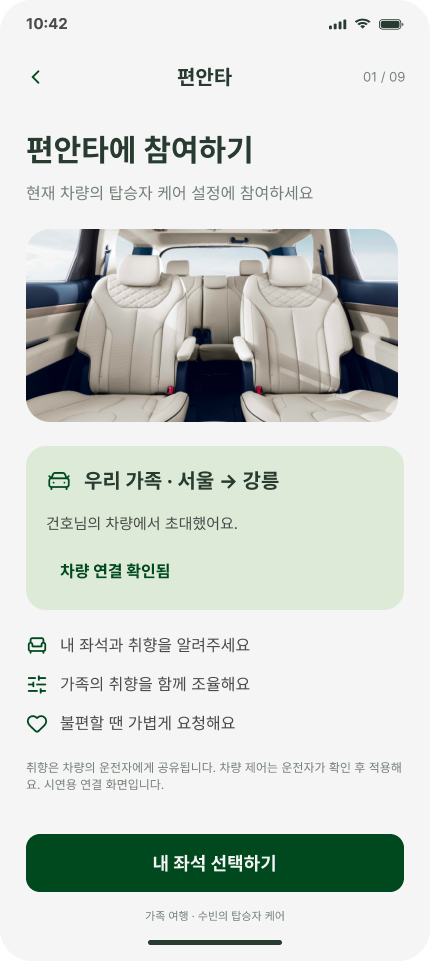 10:42
편안타
01 / 09
편안타에 참여하기
현재 차량의 탑승자 케어 설정에 참여하세요
우리 가족 · 서울 → 강릉
건호님의 차량에서 초대했어요.
차량 연결 확인됨
내 좌석과 취향을 알려주세요
가족의 취향을 함께 조율해요
불편할 땐 가볍게 요청해요
취향은 차량의 운전자에게 공유됩니다. 차량 제어는 운전자가 확인 후 적용해
요. 시연용 연결 화면입니다.
내 좌석 선택하기
가족 여행 · 수빈의 탑승자 케어